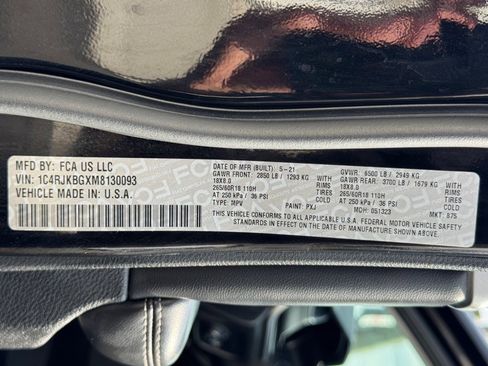 MFD BY: FCA US LLC
VIN: 1C4RJKBGXM8130093
VEHICLE MADE IN U.S.A.
DATE OF MFR (BUILT): 5-21 GVWR: 6500 LB / 2949 KG
GAWR FRONT: 2850 LB / 1293 KG GAWR REAR: 3700 LB / 1679 KG
18X8.0 RIMS 18X8.0 RIMS
265/60R18 110H TIRES 265/60R18 110H TIRES
AT 250 kPa / 36 PSI COLD AT 250 kPa / 36 PSI COLD
TYPE: MPV PAINT: PXJ MDH: 051323 MKT: 875
THIS VEHICLE CONFORMS TO ALL APPLICABLE U.S.A. FEDERAL MOTOR VEHICLE SAFETY
STANDARDS IN EFFECT ON THE DATE OF MANUFACTURE SHOWN ABOVE.